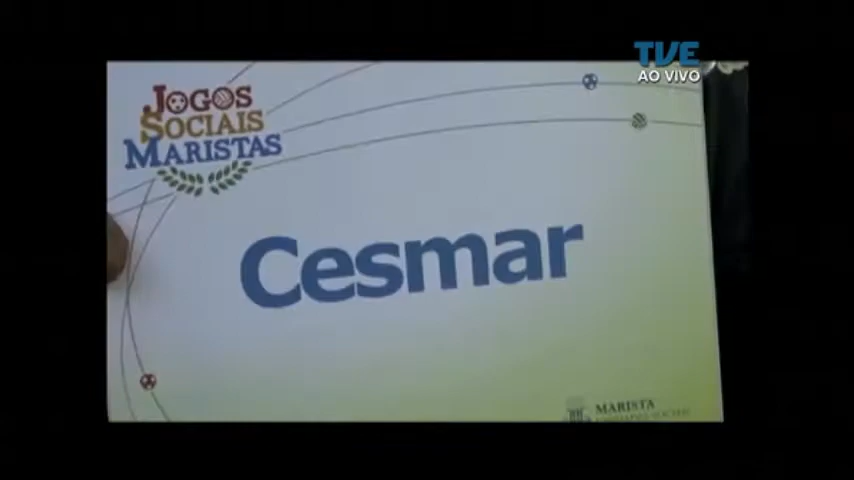 TVE
AO VIVO
JOGOS
SOCIAIS
MARISTAS
Cesmar
MARISTA